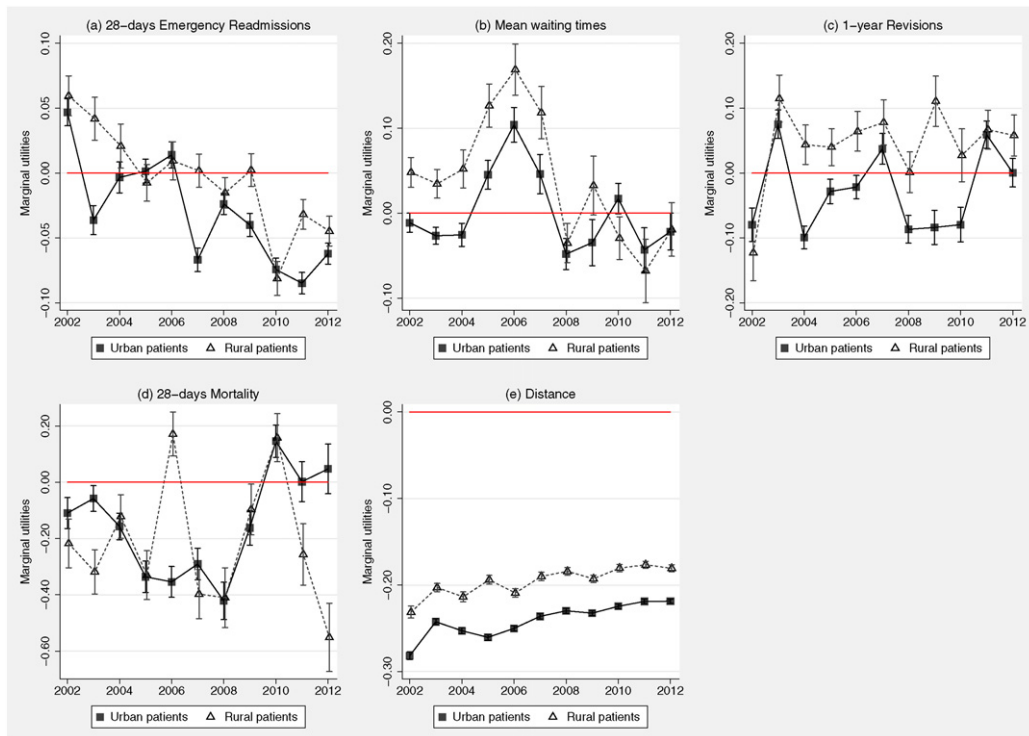 (a) 28−days Emergency Readmissions
Marginal utilities
0.10
0.05
0.00
−0.05
−0.10
2002 2004 2006 2008 2010 2012
Urban patients Rural patients
(b) Mean waiting times
Marginal utilities
0.20
0.10
0.00
−0.10
2002 2004 2006 2008 2010 2012
Urban patients Rural patients
(c) 1−year Revisions
Marginal utilities
0.20
0.10
0.00
−0.10
−0.20
2002 2004 2006 2008 2010 2012
Urban patients Rural patients
(d) 28−days Mortality
Marginal utilities
0.20
0.00
−0.20
−0.40
−0.60
2002 2004 2006 2008 2010 2012
Urban patients Rural patients
(e) Distance
Marginal utilities
0.00
−0.10
−0.20
−0.30
2002 2004 2006 2008 2010 2012
Urban patients Rural patients